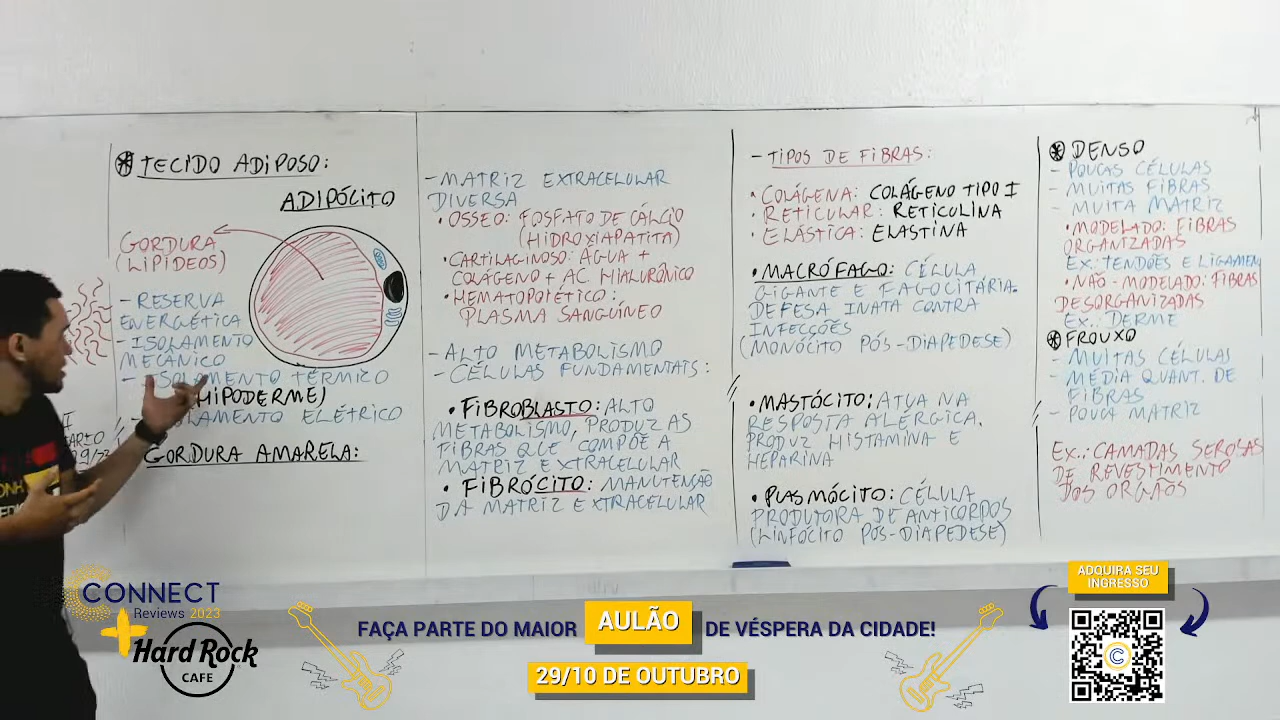 * TECIDO ADIPOSO:
ADIPÓCITO
GORDURA
(LIPÍDEOS)
- RESERVA
ENERGÉTICA
- ISOLAMENTO
MECÂNICO
- ISOLAMENTO TÉRMICO
(HIPODERME)
ISOLAMENTO ELÉTRICO
GORDURA AMARELA:
- MATRIZ EXTRACELULAR
DIVERSA
• OSSEO: FOSFATO DE CÁLCIO
(HIDROXIAPATITA)
• CARTILAGINOSO: ÁGUA +
COLÁGENO + AC. HIALURÔNICO
• HEMATOPOIÉTICO:
PLASMA SANGUÍNEO
- ALTO METABOLISMO
- CÉLULAS FUNDAMENTAIS:
• FIBROBLASTO: ALTO
METABOLISMO, PRODUZ AS
FIBRAS QUE COMPÕE A
MATRIZ EXTRACELULAR
• FIBRÓCITO: MANUTENÇÃO
DA MATRIZ EXTRACELULAR
- TIPOS DE FIBRAS:
• COLÁGENA: COLÁGENO TIPO I
• RETICULAR: RETICULINA
• ELÁSTICA: ELASTINA
• MACRÓFAGO: CÉLULA
GIGANTE E FAGOCITÁRIA.
DEFESA INATA CONTRA
INFECÇÕES
(MONÓCITO PÓS-DIAPEDESE)
• MASTÓCITO: ATUA NA
RESPOSTA ALÉRGICA.
PRODUZ HISTAMINA E
HEPARINA
• PLASMÓCITO: CÉLULA
PRODUTORA DE ANTICORPOS
(LINFÓCITO PÓS-DIAPEDESE)
* DENSO
- POUCAS CÉLULAS
- MUITAS FIBRAS
- MUITA MATRIZ
• MODELADO: FIBRAS
ORGANIZADAS
EX: TENDÕES E LIGAMEN
• NÃO-MODELADO: FIBRAS
DESORGANIZADAS
EX.: DERME
* FROUXO
- MUITAS CÉLULAS
- MÉDIA QUANT. DE
FIBRAS
- POUCA MATRIZ
EX.: CAMADAS SEROSAS
DE REVESTIMENTO
DOS ORGÃOS
CONNECT
Reviews 2023
+ Hard Rock
CAFE
FAÇA PARTE DO MAIOR AULÃO DE VÉSPERA DA CIDADE!
29/10 DE OUTUBRO
ADQUIRA SEU
INGRESSO